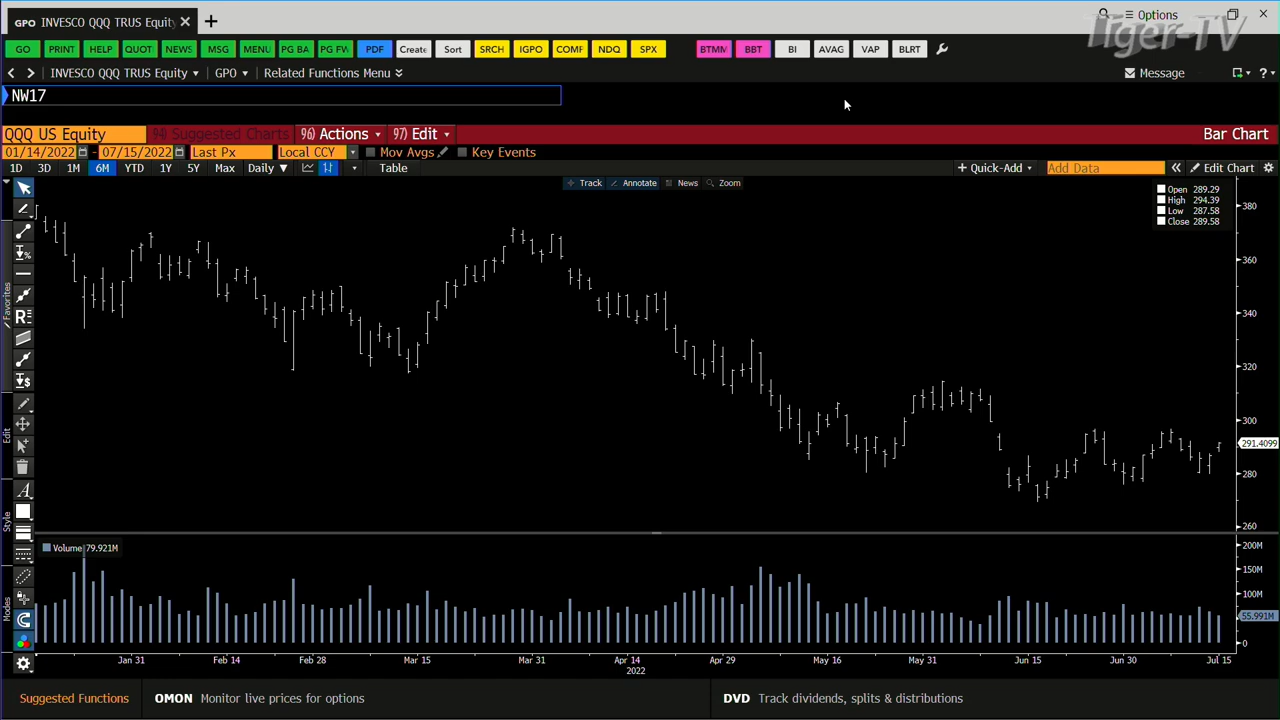 GPO INVESCO QQQ TRUS Equity
Options
Tiger-TV
GO PRINT HELP QUOT NEWS MSG MENU PG BA PG FW PDF Create Sort SRCH IGPO COMF NDQ SPX BTMM BBT BI AVAG VAP BLRT
INVESCO QQQ TRUS Equity GPO Related Functions Menu Message ?
NW17
QQQ US Equity 94) Suggested Charts 96) Actions 97) Edit Bar Chart
01/14/2022 - 07/15/2022 Last Px Local CCY Mov Avgs Key Events
1D 3D 1M 6M YTD 1Y 5Y Max Daily Table + Quick-Add Add Data Edit Chart
Track Annotate News Zoom
Open 289.29
High 294.39
Low 287.58
Close 289.58
380
360
340
320
300
291.4099
280
260
Favorites
Edit
Style
Modes
Volume 79.921M
200M
150M
100M
55.991M
0
Jan 31 Feb 14 Feb 28 Mar 15 Mar 31 Apr 14 Apr 29 May 16 May 31 Jun 15 Jun 30 Jul 15
2022
Suggested Functions OMON Monitor live prices for options DVD Track dividends, splits & distributions